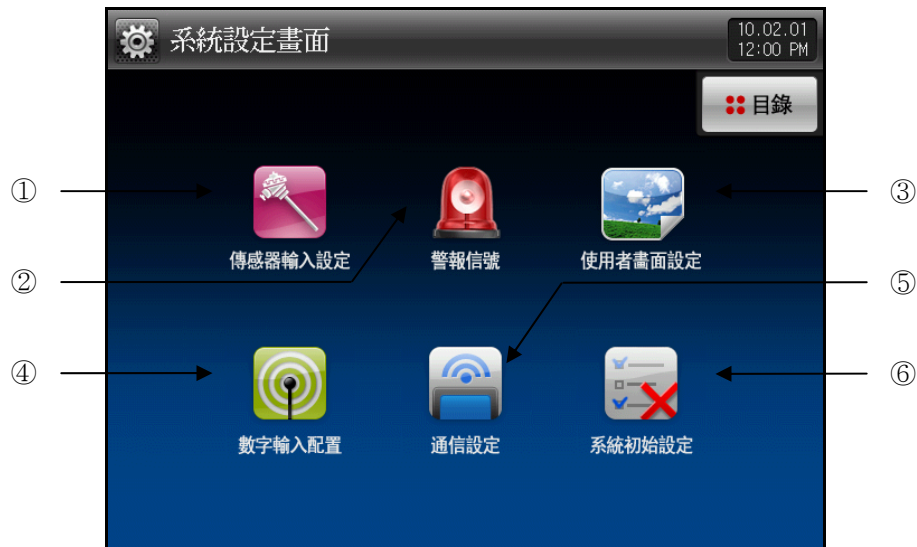 系統設定畫面
10.02.01
12:00 PM
目錄
①
③
傳感器輸入設定
警報信號
使用者畫面設定
②
⑤
④
⑥
數字輸入配置
通信設定
系統初始設定